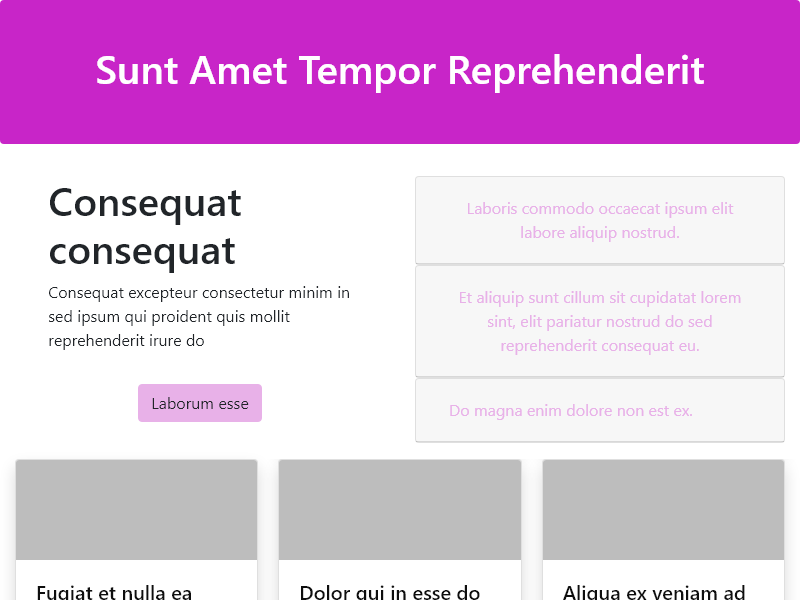 Sunt Amet Tempor Reprehenderit
Consequat
consequat
Consequat excepteur consectetur minim in
sed ipsum qui proident quis mollit
reprehenderit irure do
Laborum esse
Laboris commodo occaecat ipsum elit
labore aliquip nostrud.
Et aliquip sunt cillum sit cupidatat lorem
sint, elit pariatur nostrud do sed
reprehenderit consequat eu.
Do magna enim dolore non est ex.
Fugiat et nulla ea
Dolor qui in esse do
Aliqua ex veniam ad